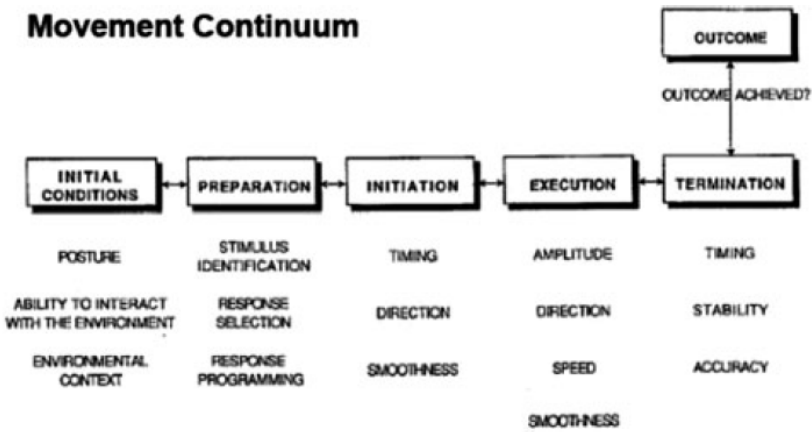 Movement Continuum
OUTCOME
OUTCOME ACHIEVED?
INITIAL
CONDITIONS
PREPARATION
INITIATION
EXECUTION
TERMINATION
POSTURE
ABILITY TO INTERACT
WITH THE ENVIRONMENT
ENVIRONMENTAL
CONTEXT
STIMULUS
IDENTIFICATION
RESPONSE
SELECTION
RESPONSE
PROGRAMMING
TIMING
DIRECTION
SMOOTHNESS
AMPLITUDE
DIRECTION
SPEED
SMOOTHNESS
TIMING
STABILITY
ACCURACY